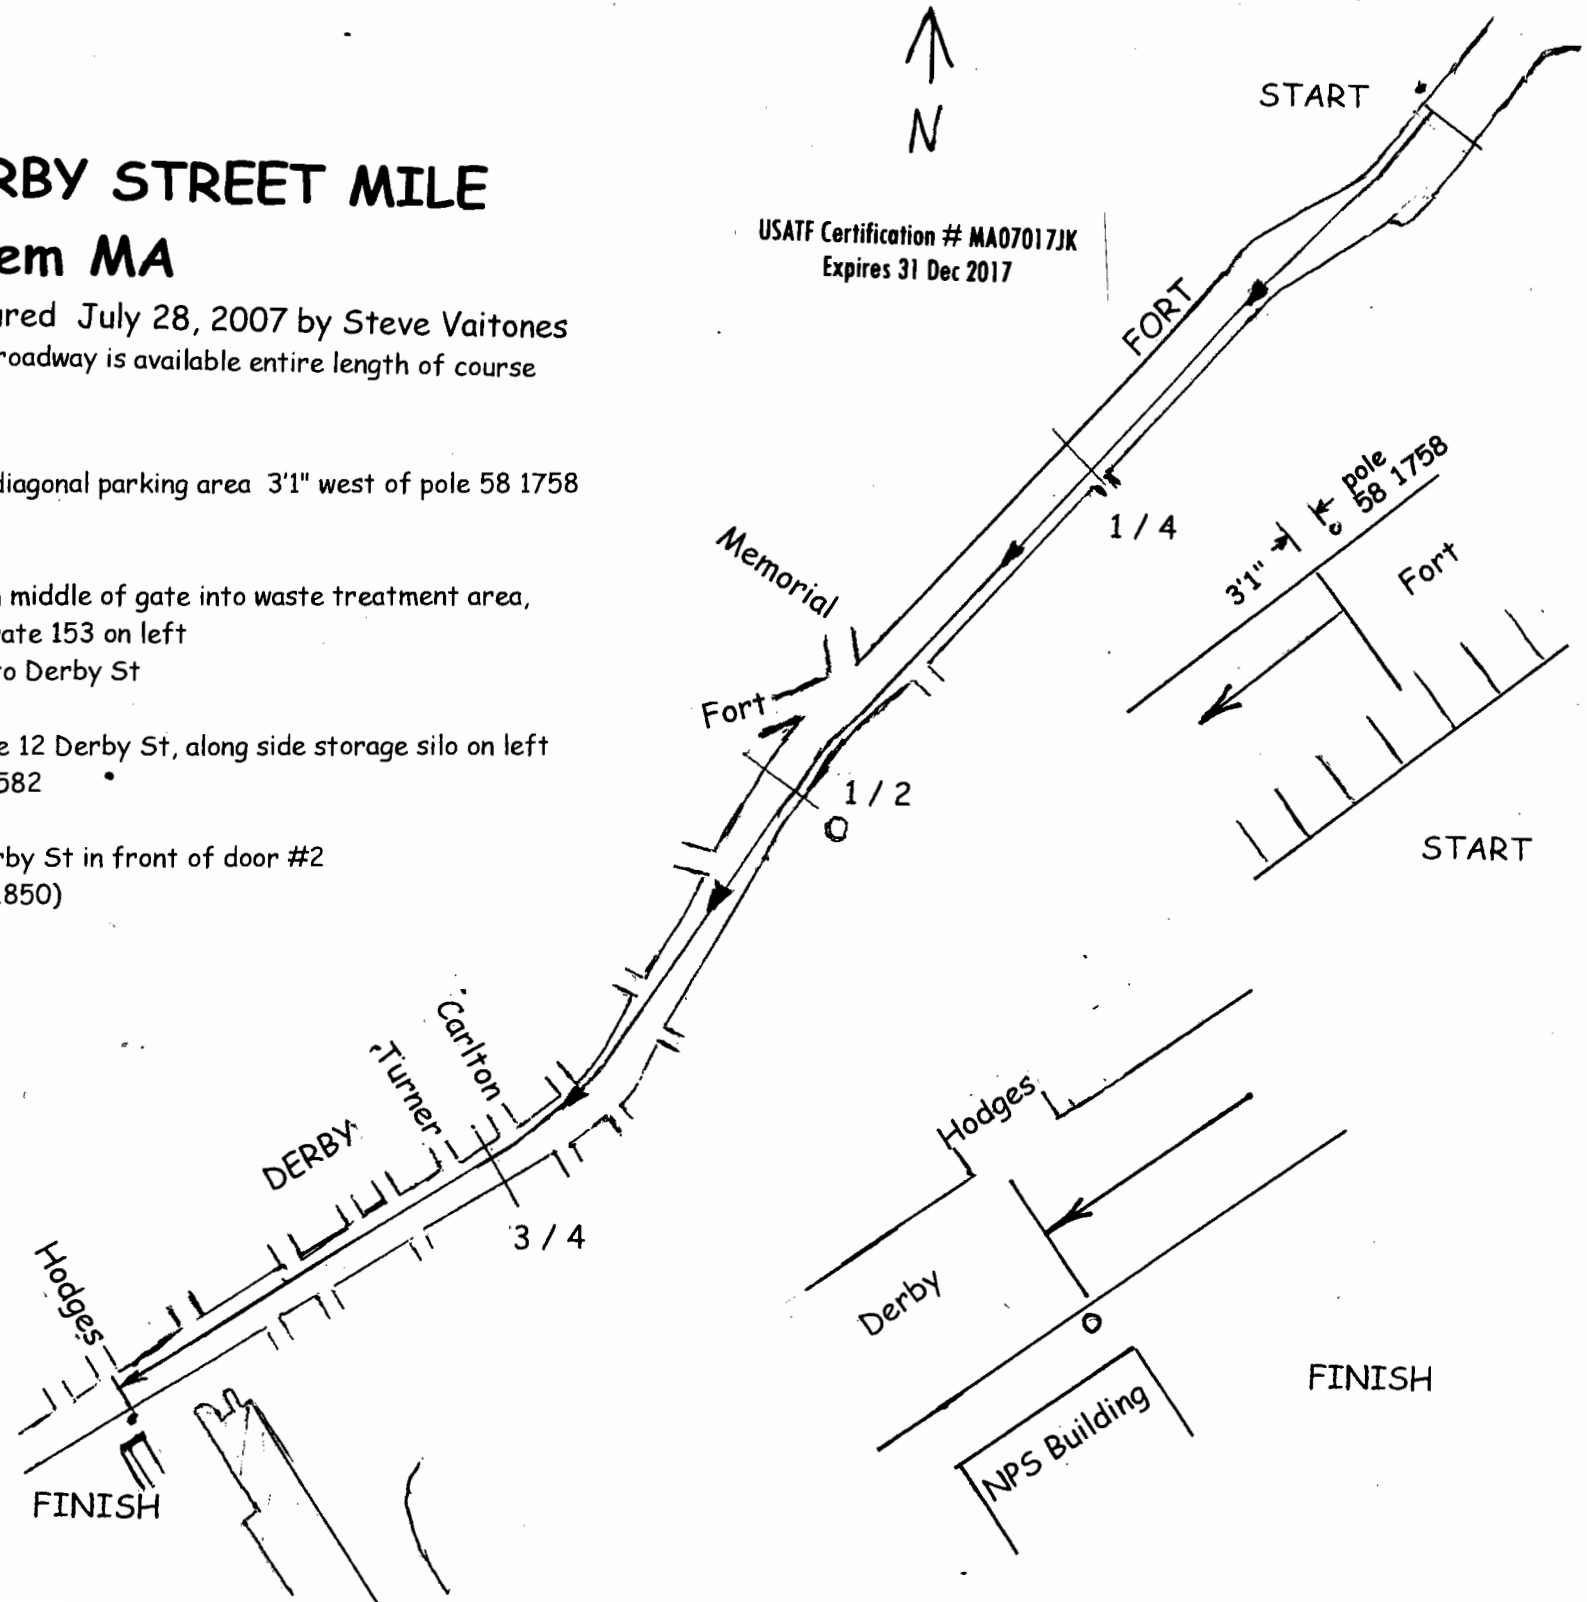 N
START
RBY STREET MILE
em MA
ured July 28, 2007 by Steve Vaitones
roadway is available entire length of course
USATF Certification # MA07017JK
Expires 31 Dec 2017
FORT
diagonal parking area 3'1" west of pole 58 1758
1 / 4
pole
58 1758
3'1"
Fort
START
Memorial
Fort
middle of gate into waste treatment area,
ate 153 on left
to Derby St
e 12 Derby St, along side storage silo on left
582
1 / 2
rby St in front of door #2
1850)
Carlton
Turner
DERBY
3 / 4
Hodges
FINISH
Hodges
Derby
NPS Building
FINISH